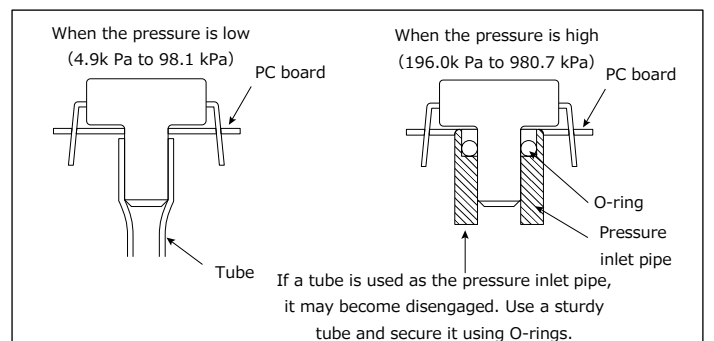 When the pressure is low
（4.9k Pa to 98.1 kPa）
PC board
Tube
When the pressure is high
（196.0k Pa to 980.7 kPa）
PC board
O-ring
Pressure
inlet pipe
If a tube is used as the pressure inlet pipe,
it may become disengaged. Use a sturdy
tube and secure it using O-rings.